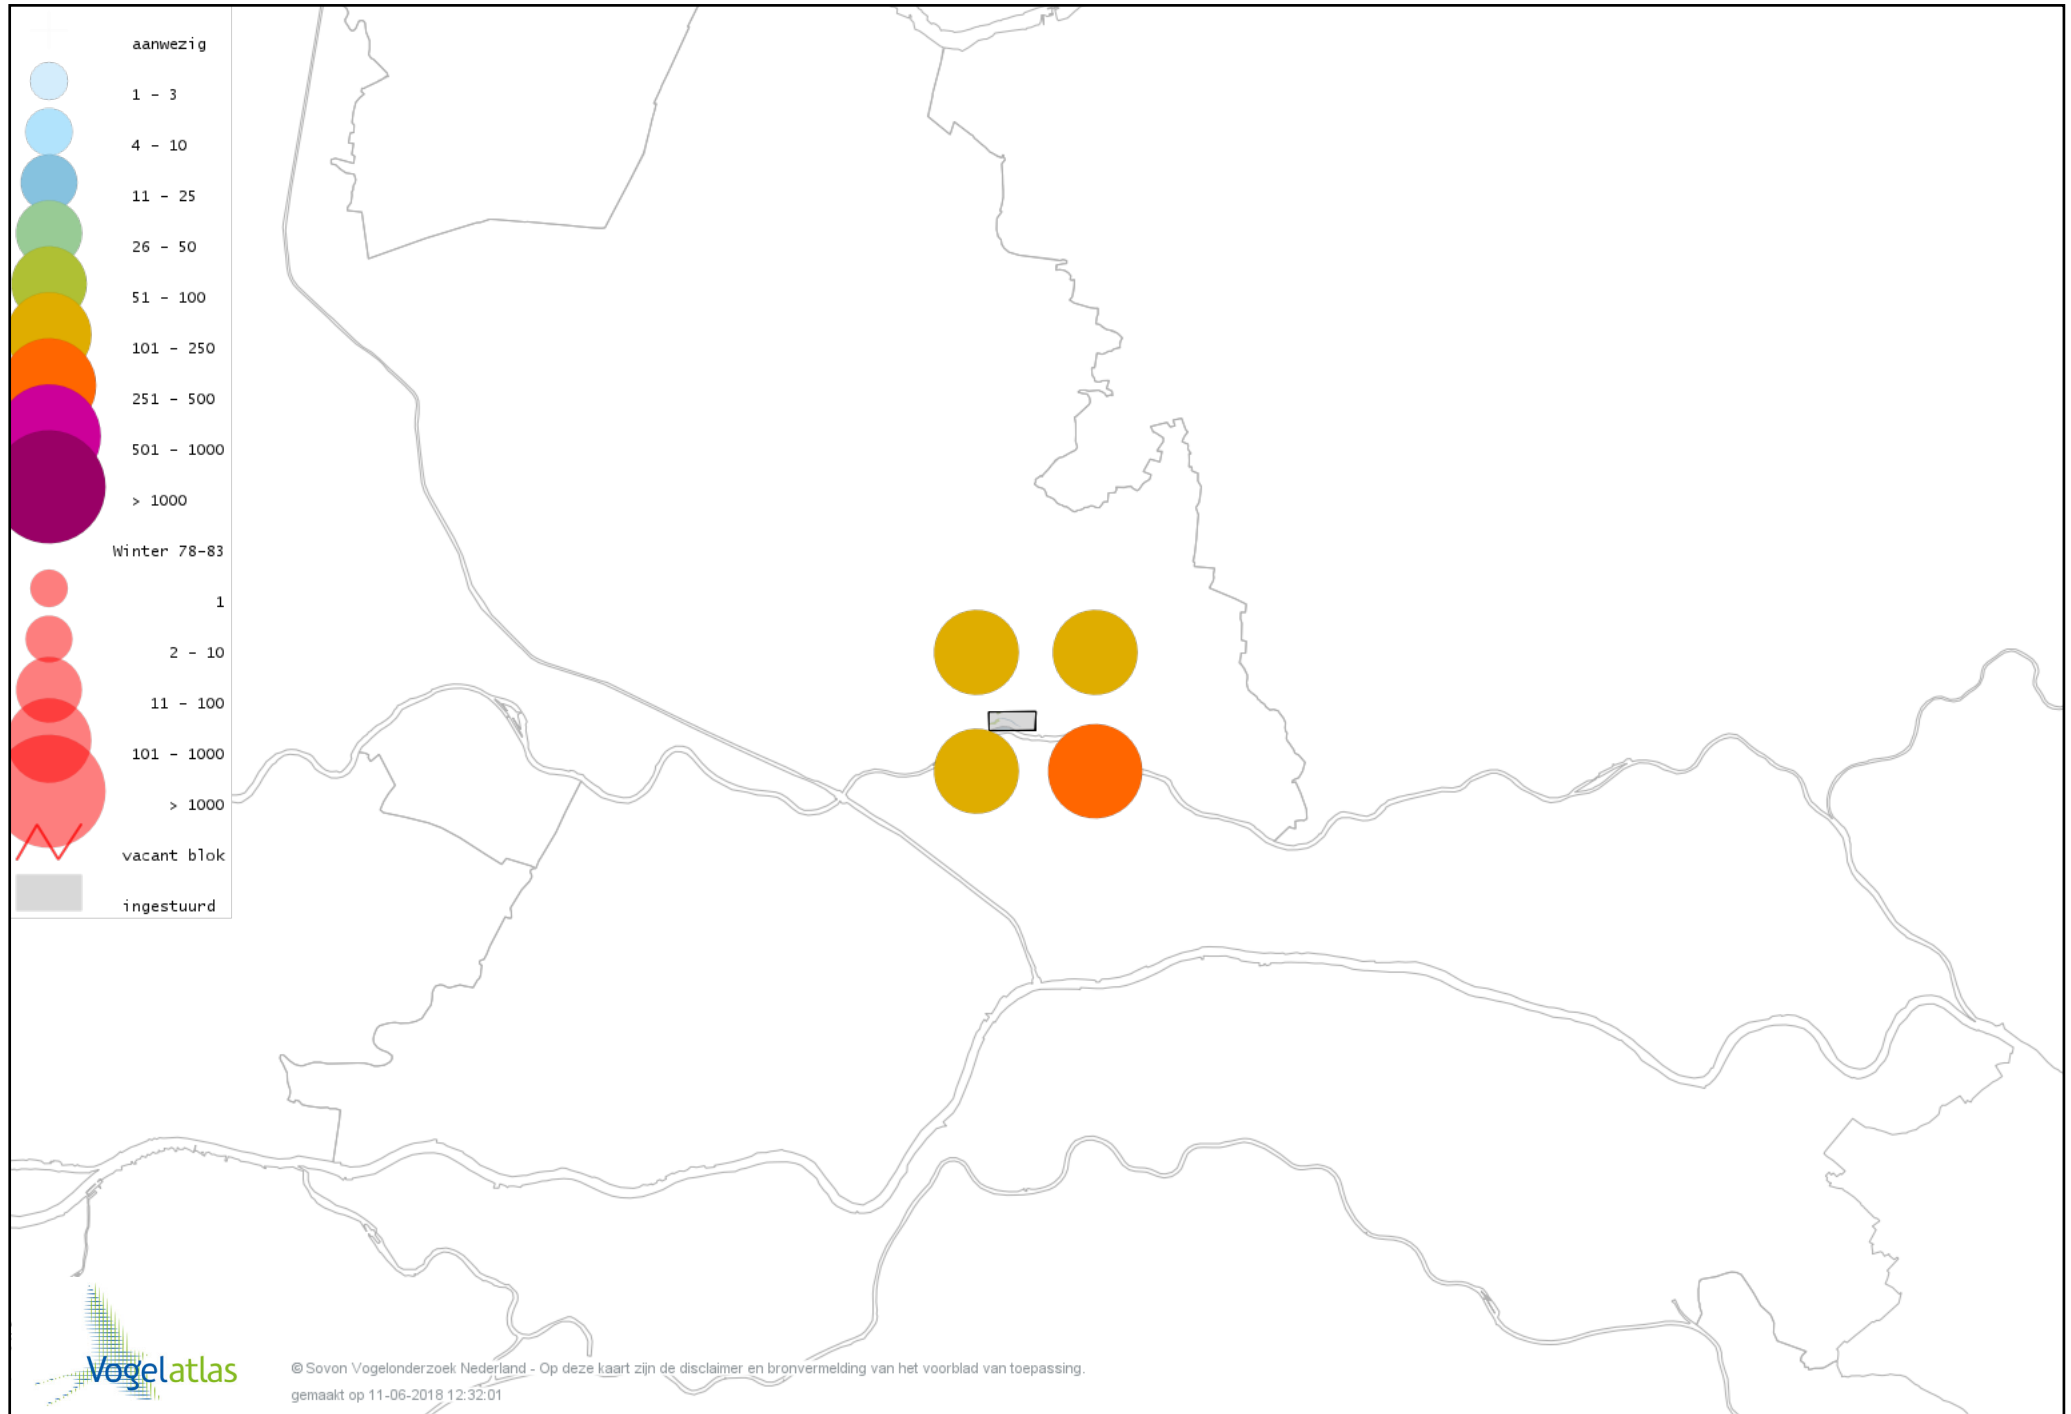 aanwezig
1 - 3
4 - 10
11 - 25
26 - 50
51 - 100
101 - 250
251 - 500
501 - 1000
> 1000
Winter 78-83
1
2 - 10
11 - 100
101 - 1000
> 1000
vacant blok
ingestuurd
Vogelatlas
© Sovon Vogelonderzoek Nederland - Op deze kaart zijn de disclaimer en bronvermelding van het voorblad van toepassing.
gemaakt op 11-06-2018 12:32:01